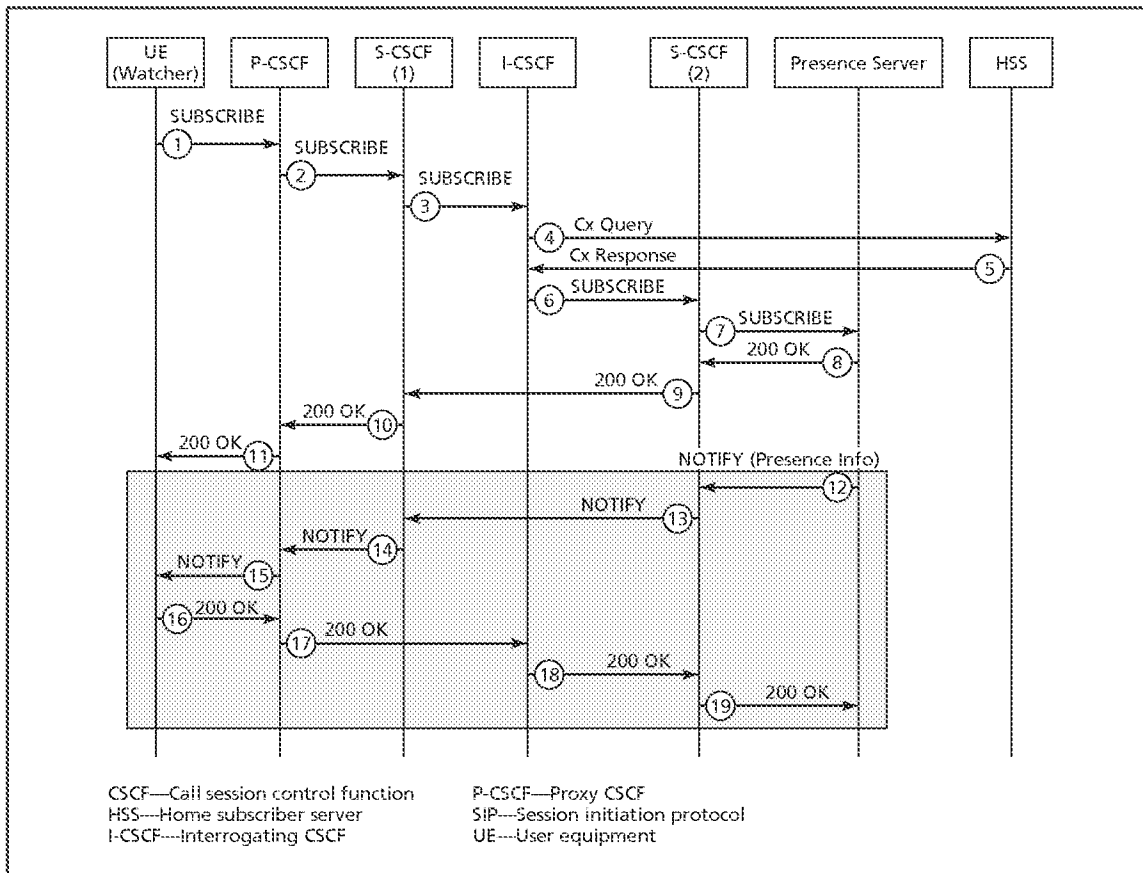 UE
(Watcher)
P-CSCF
S-CSCF
(1)
I-CSCF
S-CSCF
(2)
Presence Server
HSS
SUBSCRIBE
1
SUBSCRIBE
2
SUBSCRIBE
3
Cx Query
4
Cx Response
5
SUBSCRIBE
6
SUBSCRIBE
7
200 OK
8
200 OK
9
200 OK
10
200 OK
11
NOTIFY (Presence Info)
12
NOTIFY
13
NOTIFY
14
NOTIFY
15
200 OK
16
200 OK
17
200 OK
18
200 OK
19
CSCF—Call session control function
HSS—Home subscriber server
I-CSCF—Interrogating CSCF
P-CSCF—Proxy CSCF
SIP—Session initiation protocol
UE—User equipment